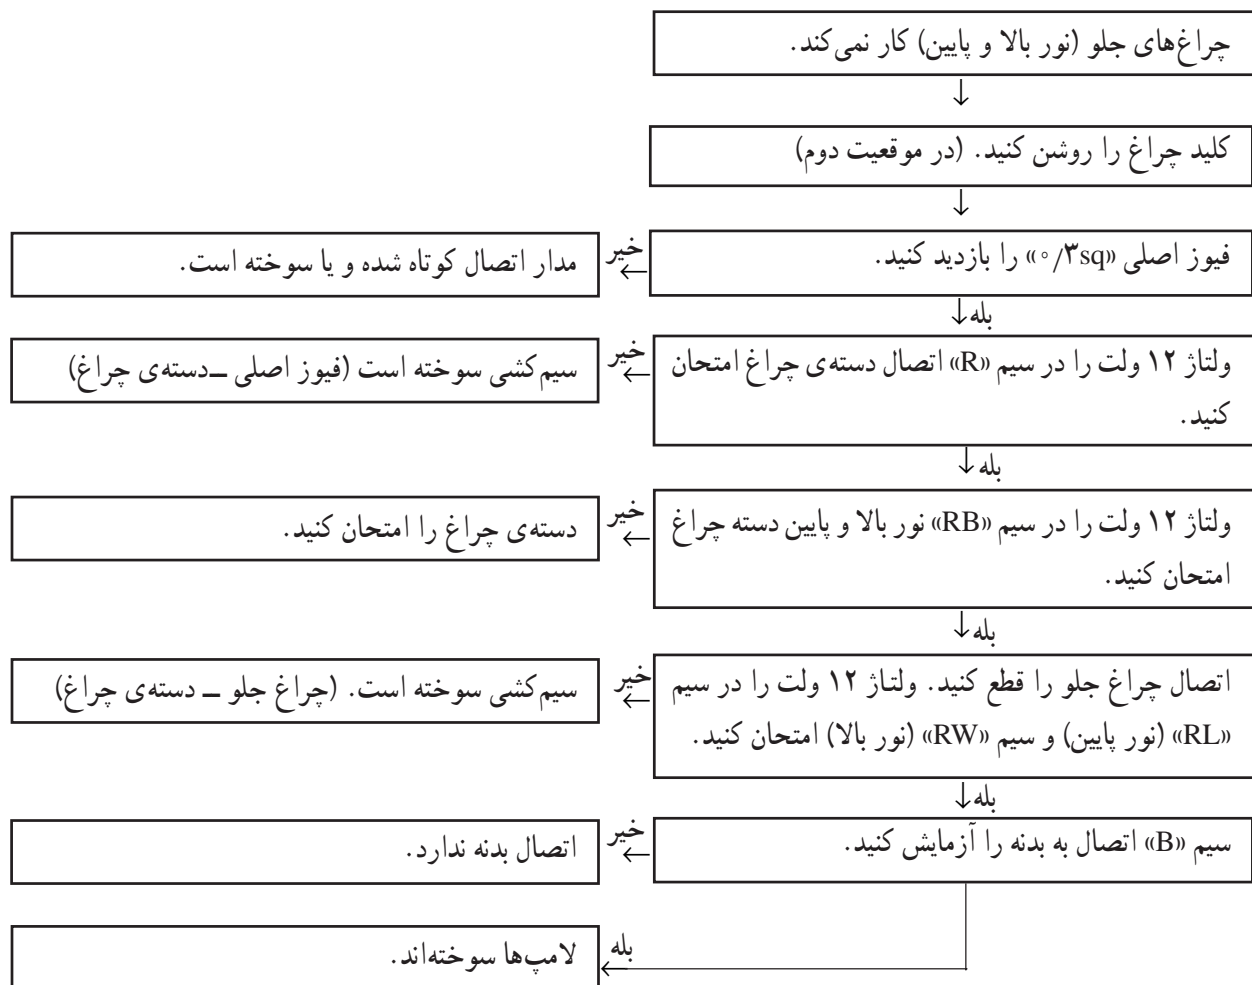 چراغ‌های جلو (نور بالا و پایین) کار نمی‌کند.
↓
کلید چراغ را روشن کنید. (در موقعیت دوم)
↓
فیوز اصلی «۰/۳sq» را بازدید کنید.
خیر
←
مدار اتصال کوتاه شده و یا سوخته است.
بله↓
ولتاژ ۱۲ ولت را در سیم «R» اتصال دسته‌ی چراغ امتحان
کنید.
خیر
←
سیم‌کشی سوخته است (فیوز اصلی ــ دسته‌ی چراغ)
بله↓
ولتاژ ۱۲ ولت را در سیم «RB» نور بالا و پایین دسته چراغ
امتحان کنید.
خیر
←
دسته‌ی چراغ را امتحان کنید.
بله↓
اتصال چراغ جلو را قطع کنید. ولتاژ ۱۲ ولت را در سیم
«RL» (نور پایین) و سیم «RW» (نور بالا) امتحان کنید.
خیر
←
سیم‌کشی سوخته است. (چراغ جلو ــ دسته‌ی چراغ)
بله↓
سیم «B» اتصال به بدنه را آزمایش کنید.
خیر
←
اتصال بدنه ندارد.
بله
←
لامپ‌ها سوخته‌اند.